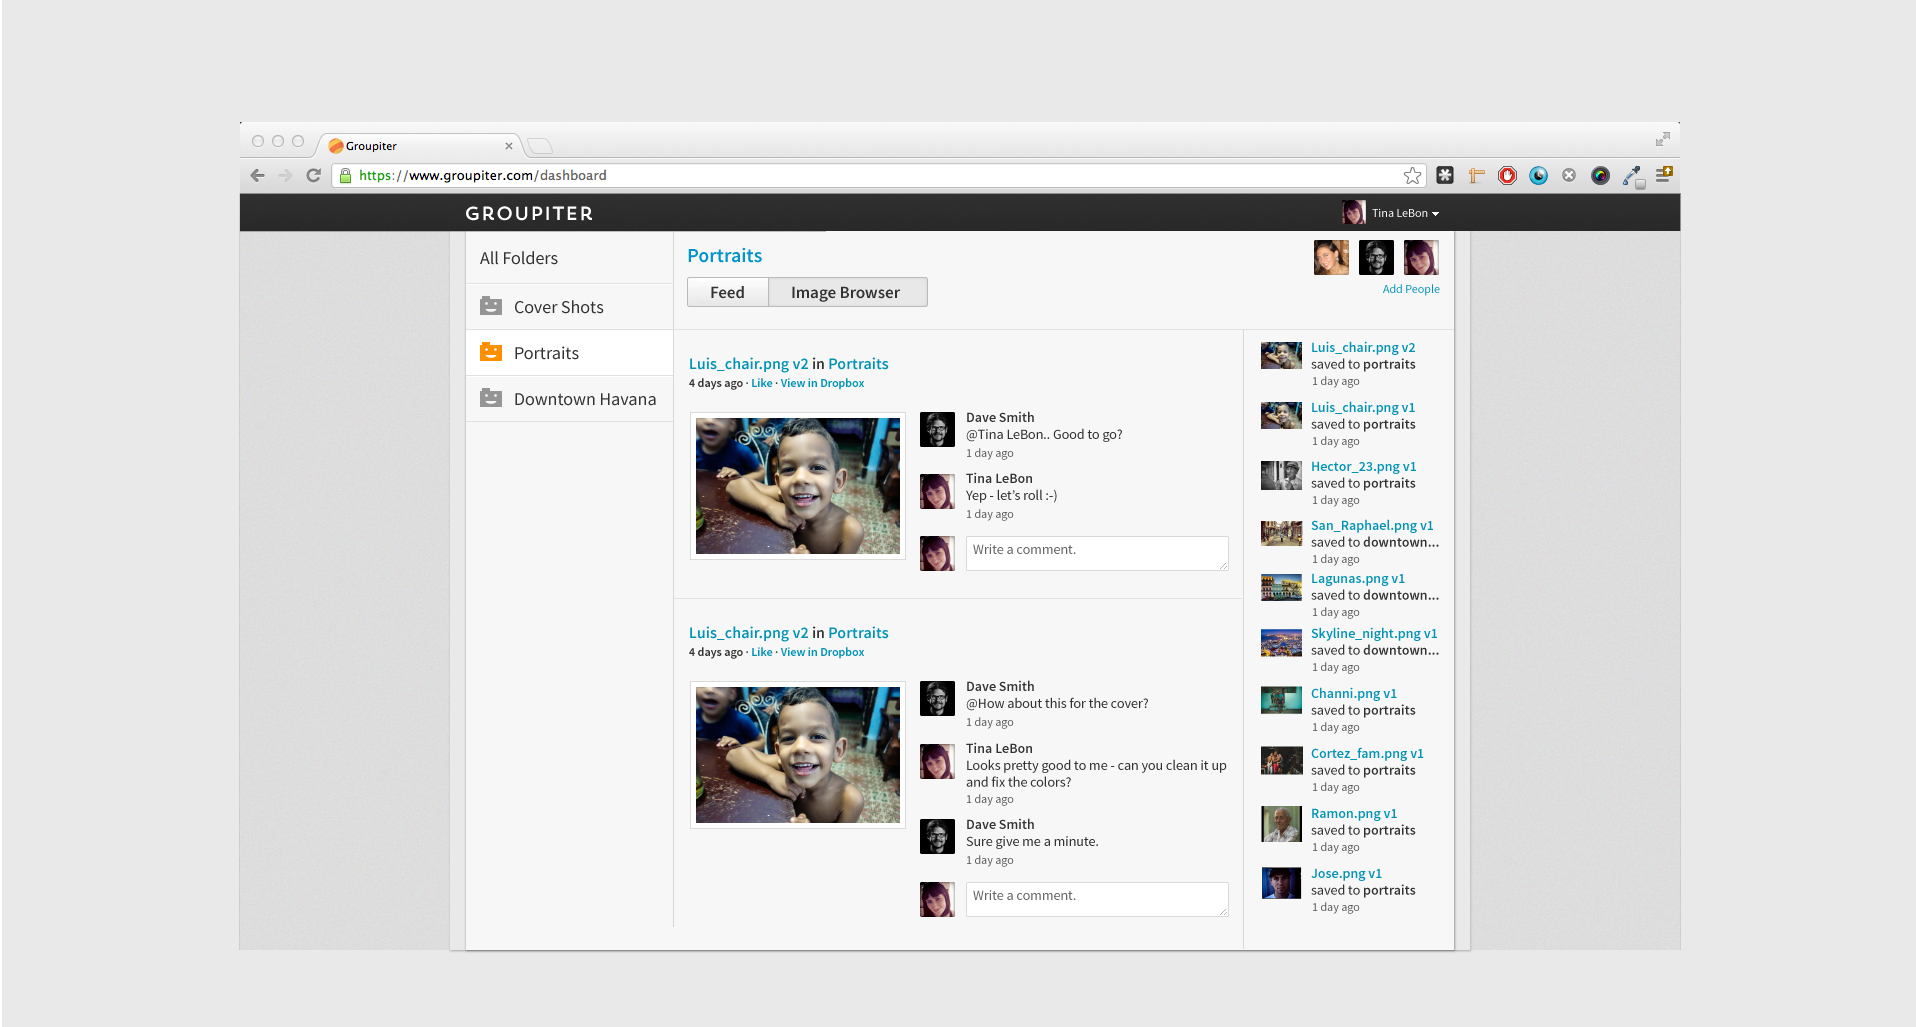 Groupiter
https://www.groupiter.com/dashboard
GROUPITER
Tina LeBon
All Folders
Cover Shots
Portraits
Downtown Havana
Portraits
Feed
Image Browser
Add People
Luis_chair.png v2 in Portraits
4 days ago · Like · View in Dropbox
Dave Smith
@Tina LeBon.. Good to go?
1 day ago
Tina LeBon
Yep - let's roll :-)
1 day ago
Write a comment.
Luis_chair.png v2 in Portraits
4 days ago · Like · View in Dropbox
Dave Smith
@How about this for the cover?
1 day ago
Tina LeBon
Looks pretty good to me - can you clean it up
and fix the colors?
1 day ago
Dave Smith
Sure give me a minute.
1 day ago
Write a comment.
Luis_chair.png v2
saved to portraits
1 day ago
Luis_chair.png v1
saved to portraits
1 day ago
Hector_23.png v1
saved to portraits
1 day ago
San_Raphael.png v1
saved to downtown...
1 day ago
Lagunas.png v1
saved to downtown...
1 day ago
Skyline_night.png v1
saved to downtown...
1 day ago
Channi.png v1
saved to portraits
1 day ago
Cortez_fam.png v1
saved to portraits
1 day ago
Ramon.png v1
saved to portraits
1 day ago
Jose.png v1
saved to portraits
1 day ago